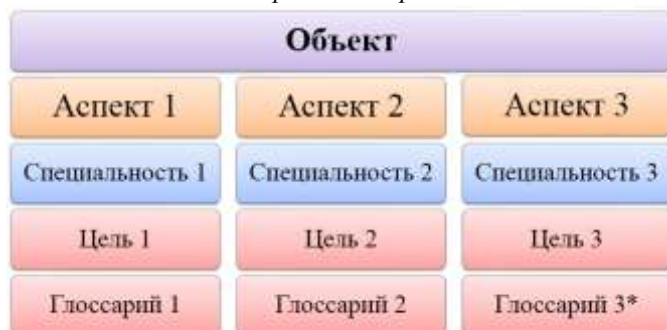 Объект
Аспект 1 Аспект 2 Аспект 3
Специальность 1 Специальность 2 Специальность 3
Цель 1 Цель 2 Цель 3
Глоссарий 1 Глоссарий 2 Глоссарий 3*